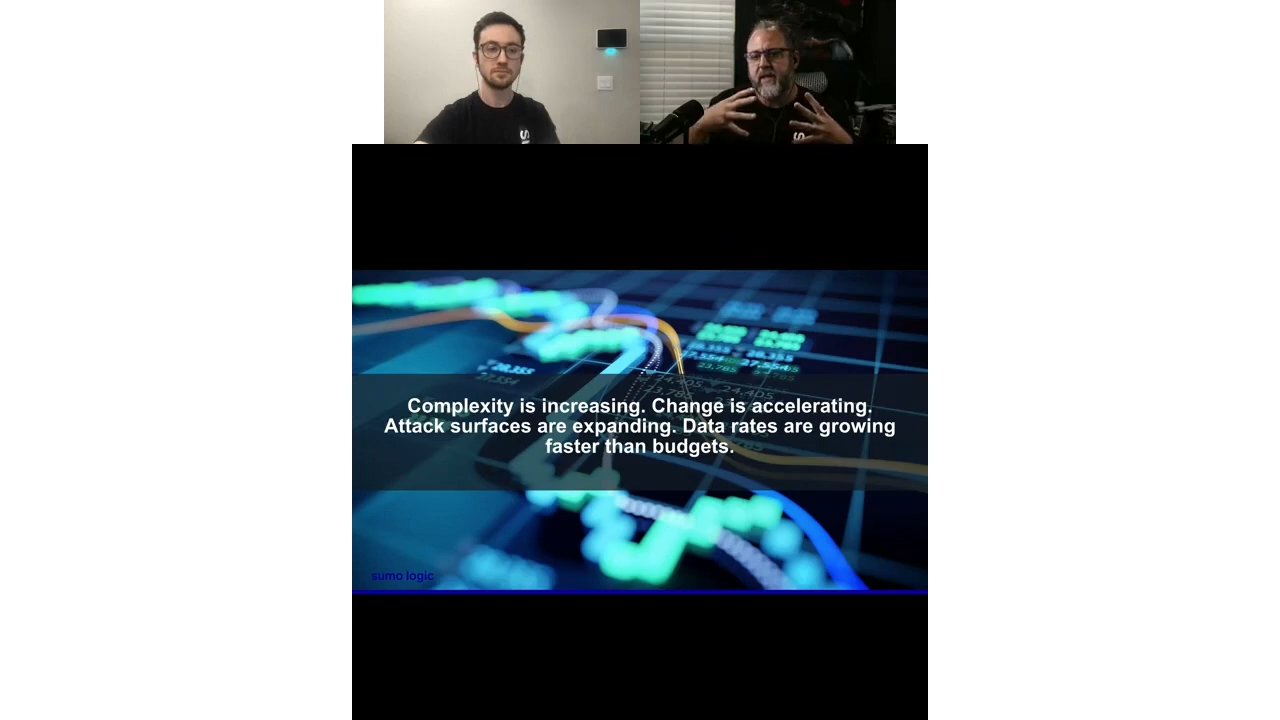 Complexity is increasing. Change is accelerating.
Attack surfaces are expanding. Data rates are growing
faster than budgets.
sumo logic